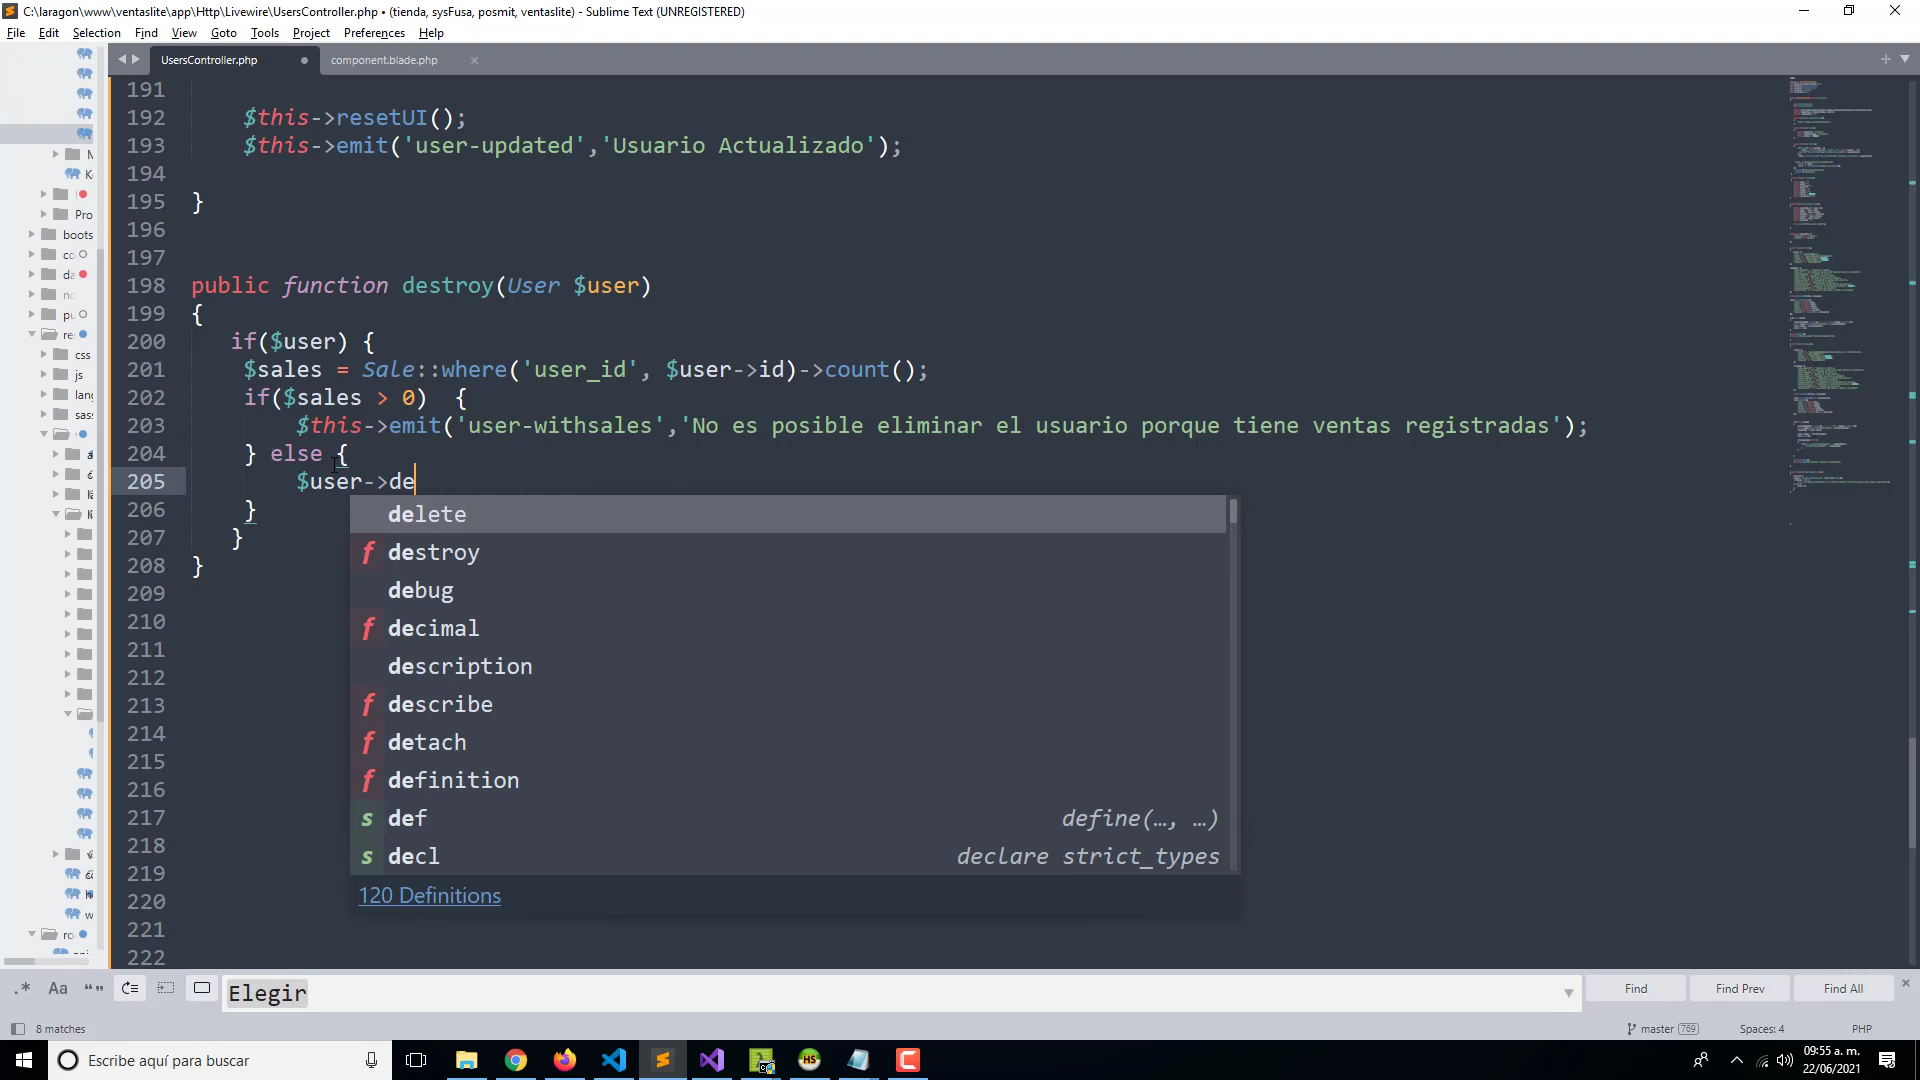 C:\laragon\www\ventaslite\app\Http\Livewire\UsersController.php • (tienda, sysFusa, posmit, ventaslite) - Sublime Text (UNREGISTERED)
File Edit Selection Find View Goto Tools Project Preferences Help
UsersController.php component.blade.php
191
192 $this->resetUI();
193 $this->emit('user-updated','Usuario Actualizado');
194
195 }
196
197
198 public function destroy(User $user)
199 {
200 if($user) {
201 $sales = Sale::where('user_id', $user->id)->count();
202 if($sales > 0) {
203 $this->emit('user-withsales','No es posible eliminar el usuario porque tiene ventas registradas');
204 } else {
205 $user->de
206 }
207 }
208 }
209
210
211
212
213
214
215
216
217
218
219
220
221
222
delete
f destroy
debug
f decimal
description
f describe
f detach
f definition
s def define(…, …)
s decl declare strict_types
120 Definitions
Pro
boots
css
js
lang
sass
.* Aa “” Elegir Find Find Prev Find All
8 matches master 769 Spaces: 4 PHP
Escribe aquí para buscar
09:55 a. m.
22/06/2021